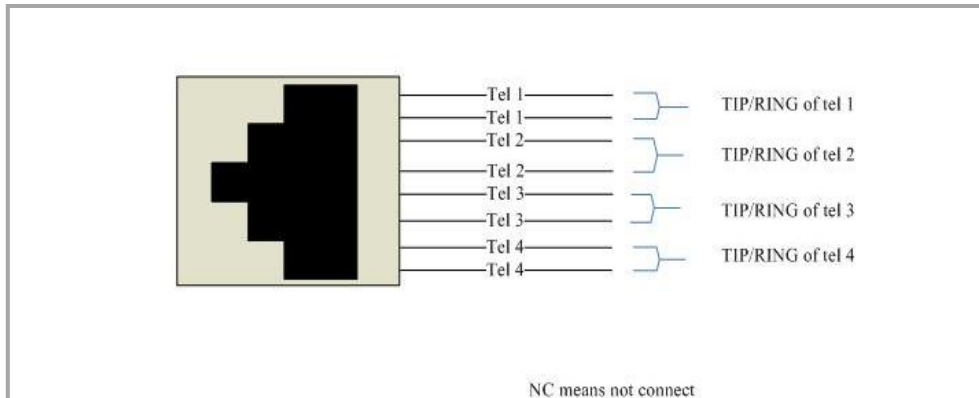 Tel 1
Tel 1
TIP/RING of tel 1
Tel 2
Tel 2
TIP/RING of tel 2
Tel 3
Tel 3
TIP/RING of tel 3
Tel 4
Tel 4
TIP/RING of tel 4
NC means not connect